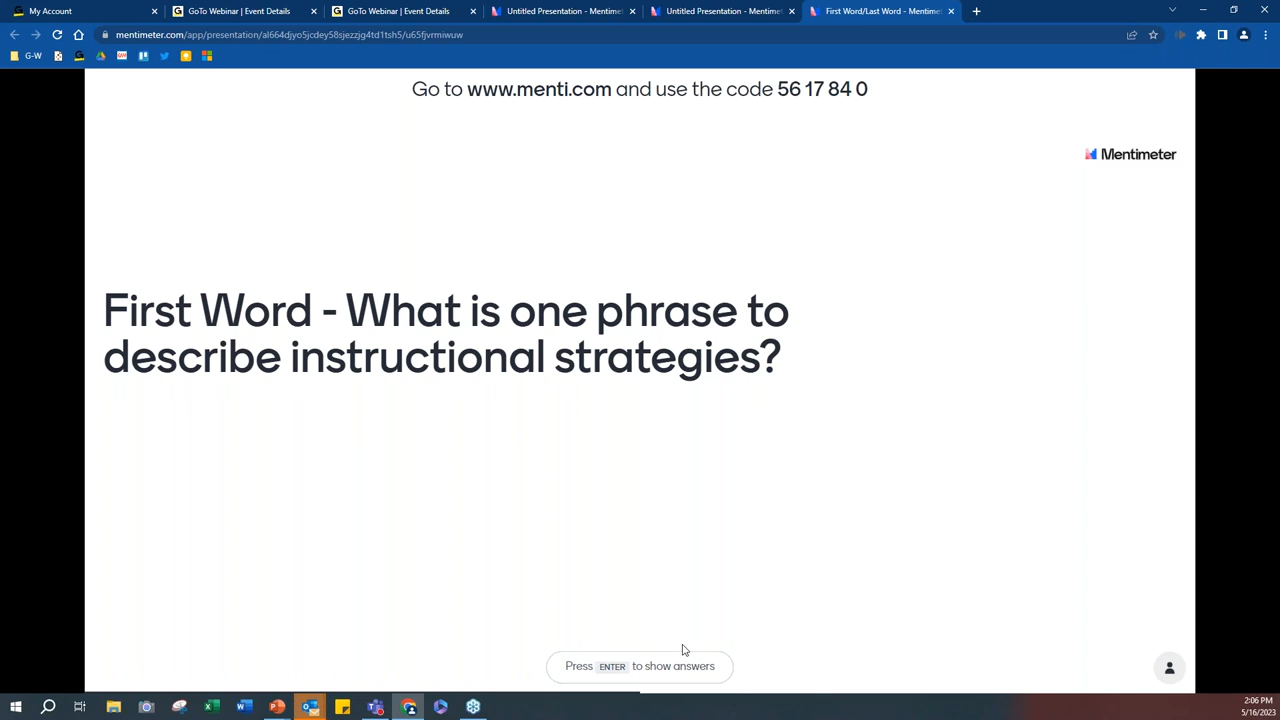 My Account
GoTo Webinar | Event Details
GoTo Webinar | Event Details
Untitled Presentation - Mentime
Untitled Presentation - Mentime
First Word/Last Word - Mentime
mentimeter.com/app/presentation/al664djyo5jcdey58sjezzjg4td1tsh5/u65fjvrmiwuw
G-W
Go to www.menti.com and use the code 56 17 84 0
Mentimeter
First Word - What is one phrase to
describe instructional strategies?
Press ENTER to show answers
2:06 PM
5/16/2023